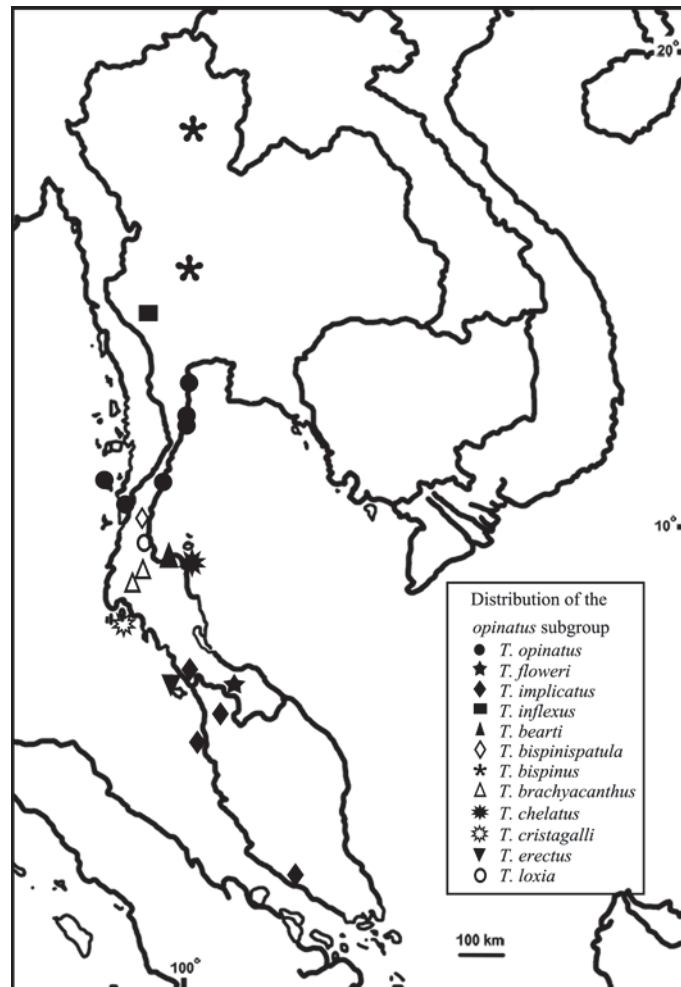 20°
10°
Distribution of the
opinatus subgroup
T. opinatus
T. floweri
T. implicatus
T. inflexus
T. bearti
T. bispinispatula
T. bispinus
T. brachyacanthus
T. chelatus
T. cristagalli
T. erectus
T. loxia
100 km
100°